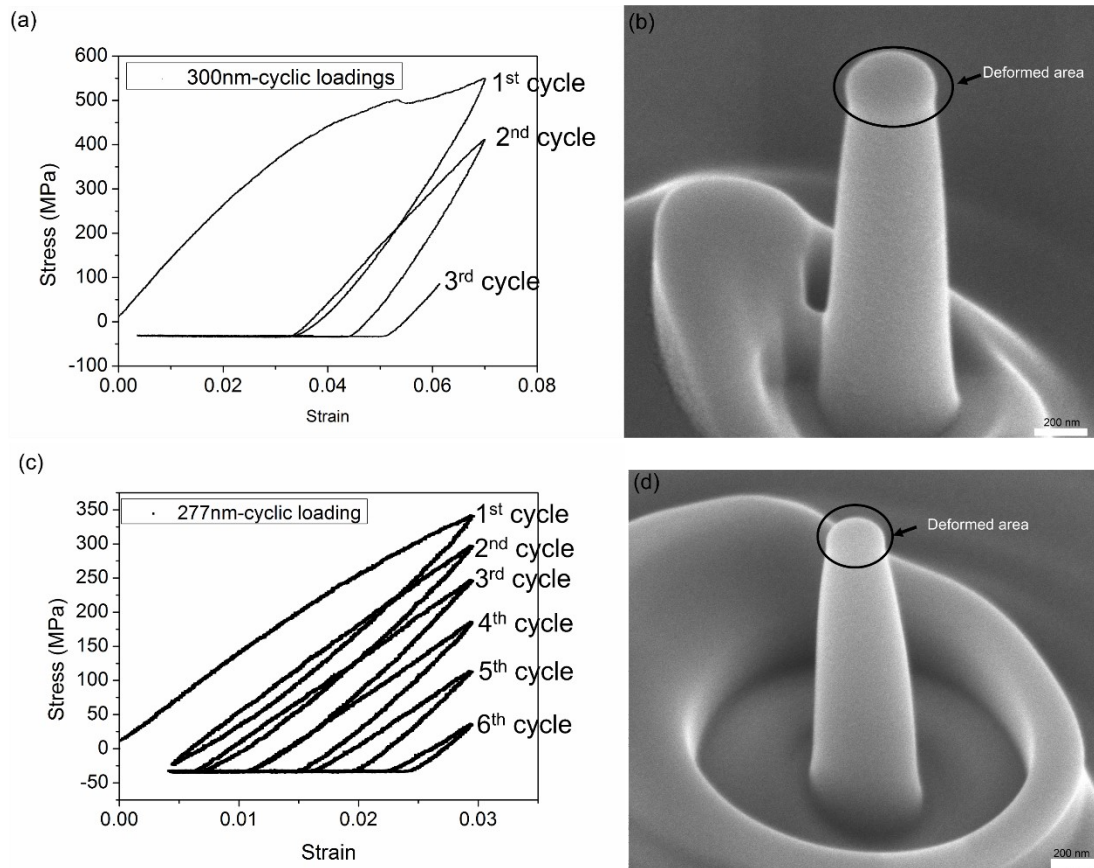 (a)
600
500
400
300
200
100
0
-100
Stress (MPa)
300nm-cyclic loadings
1st cycle
2nd cycle
3rd cycle
0.00 0.02 0.04 0.06 0.08
Strain
(b)
Deformed area
200 nm
(c)
350
300
250
200
150
100
50
0
-50
Stress (MPa)
277nm-cyclic loading
1st cycle
2nd cycle
3rd cycle
4th cycle
5th cycle
6th cycle
0.00 0.01 0.02 0.03
Strain
(d)
Deformed area
200 nm